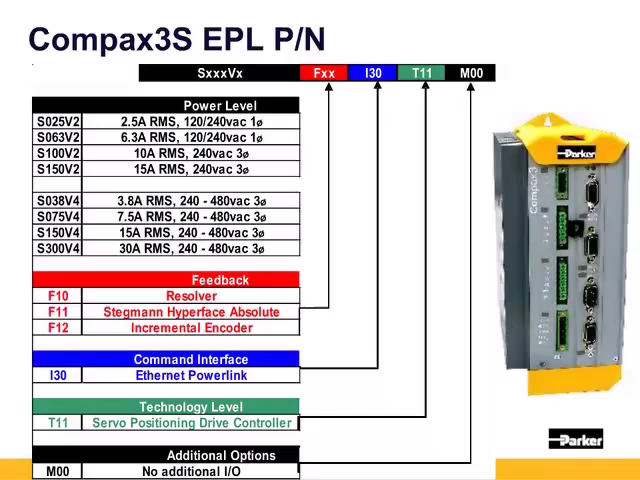 Compax3S EPL P/N
SxxxVx Fxx I30 T11 M00
Power Level
S025V2 2.5A RMS, 120/240vac 1ø
S063V2 6.3A RMS, 120/240vac 1ø
S100V2 10A RMS, 240vac 3ø
S150V2 15A RMS, 240vac 3ø
S038V4 3.8A RMS, 240 - 480vac 3ø
S075V4 7.5A RMS, 240 - 480vac 3ø
S150V4 15A RMS, 240 - 480vac 3ø
S300V4 30A RMS, 240 - 480vac 3ø
Feedback
F10 Resolver
F11 Stegmann Hyperface Absolute
F12 Incremental Encoder
Command Interface
I30 Ethernet Powerlink
Technology Level
T11 Servo Positioning Drive Controller
Additional Options
M00 No additional I/O
Parker
Compax3
Parker